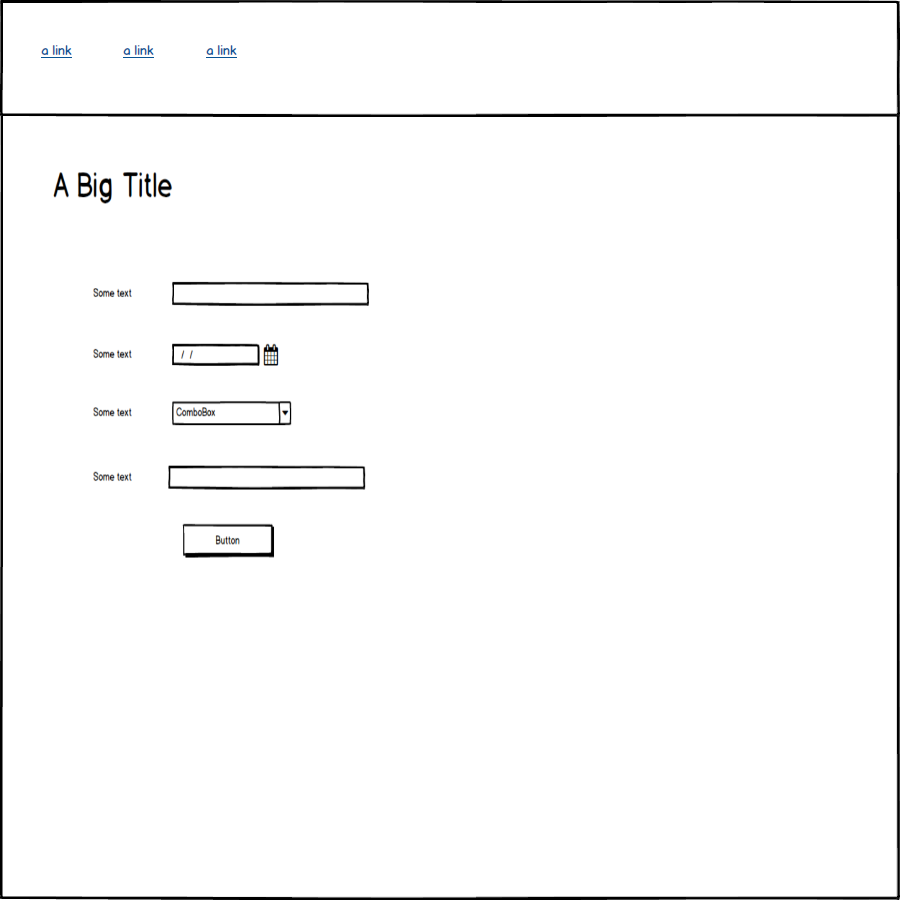 a link a link a link
A Big Title
Some text
Some text / /
Some text ComboBox
Some text
Button